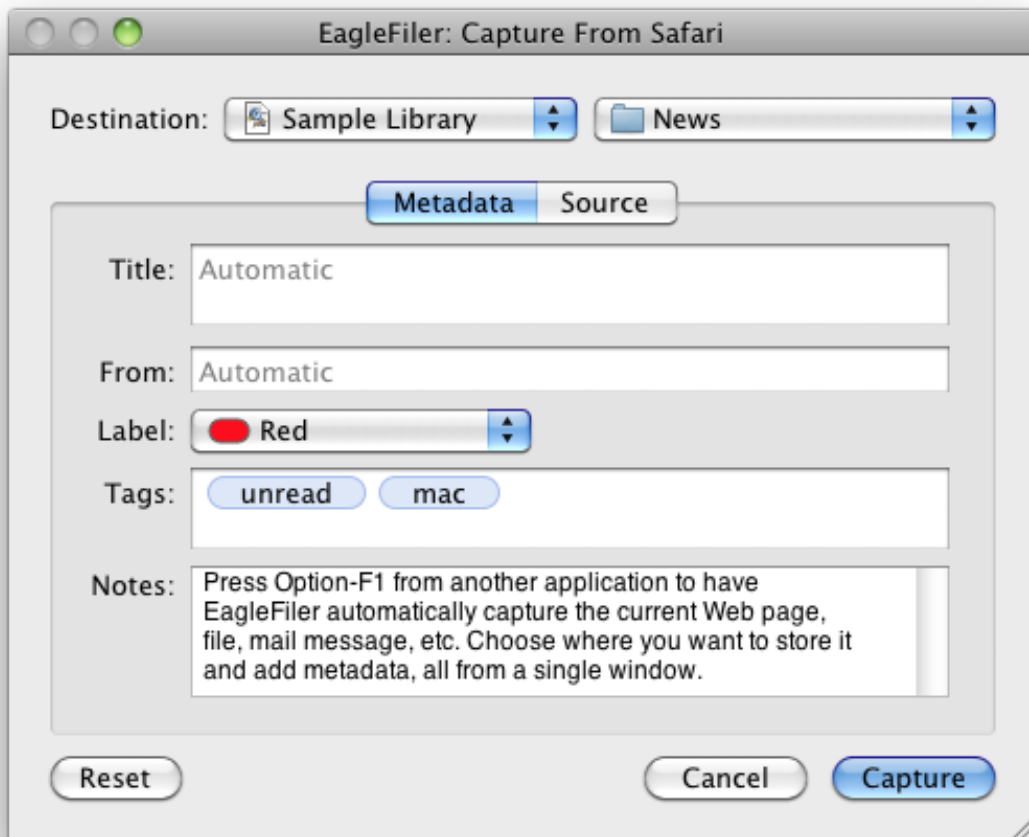 EagleFiler: Capture From Safari
Destination: Sample Library News
Metadata Source
Title: Automatic
From: Automatic
Label: Red
Tags: unread mac
Notes: Press Option-F1 from another application to have
EagleFiler automatically capture the current Web page,
file, mail message, etc. Choose where you want to store it
and add metadata, all from a single window.
Reset Cancel Capture